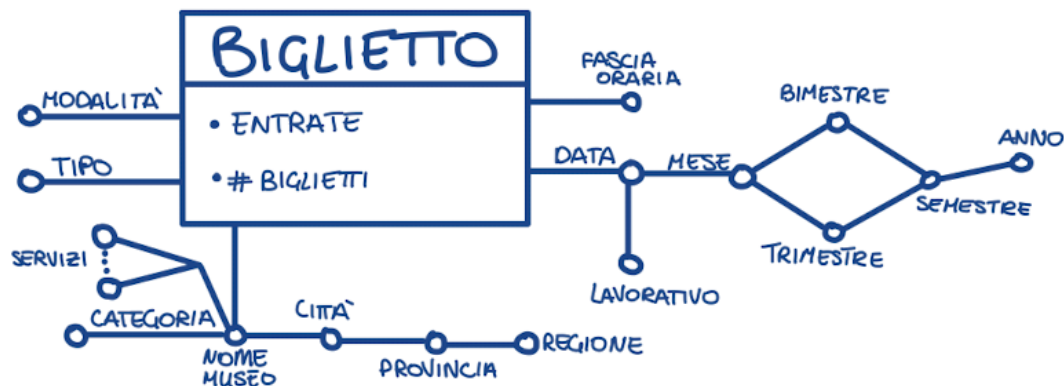 BIGLIETTO
• ENTRATE
• # BIGLIETTI
MODALITÀ
TIPO
SERVIZI
CATEGORIA
NOME
MUSEO
CITTÀ
PROVINCIA
REGIONE
FASCIA
ORARIA
DATA
LAVORATIVO
MESE
BIMESTRE
TRIMESTRE
SEMESTRE
ANNO